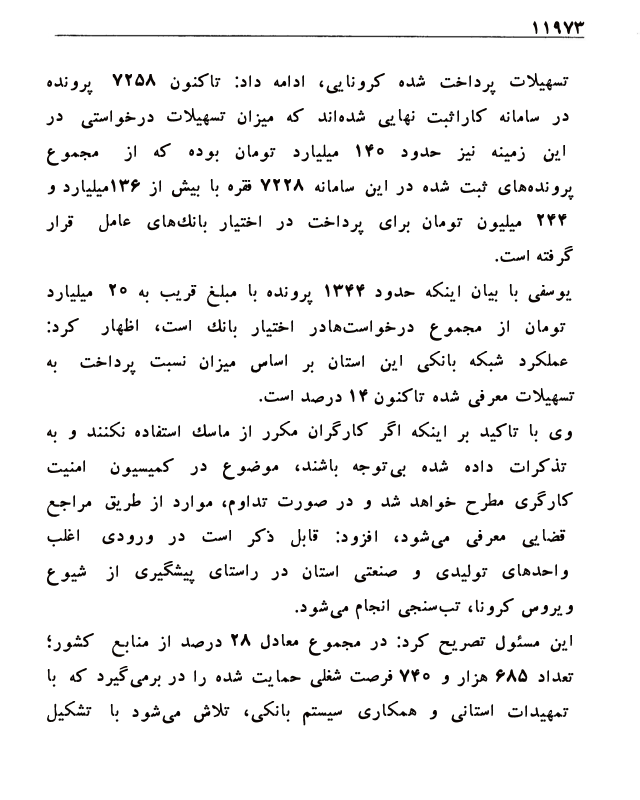 ۱۱۹۷۳
تسهیلات پرداخت شده کرونایی، ادامه داد: تاکنون ۷۲۵۸ پرونده
در سامانه کاراثبت نهایی شده‌اند که میزان تسهیلات درخواستی در
این زمینه نیز حدود ۱۴۰ میلیارد تومان بوده که از مجموع
پرونده‌های ثبت شده در این سامانه ۷۲۲۸ فقره با بیش از ۱۳۶میلیارد و
۲۴۴ میلیون تومان برای پرداخت در اختیار بانك‌های عامل قرار
گرفته است.
یوسفی با بیان اینکه حدود ۱۳۴۴ پرونده با مبلغ قریب به ۲۰ میلیارد
تومان از مجموع درخواست‌هادر اختیار بانك است، اظهار کرد:
عملکرد شبکه بانکی این استان بر اساس میزان نسبت پرداخت به
تسهیلات معرفی شده تاکنون ۱۴ درصد است.
وی با تاکید بر اینکه اگر کارگران مکرر از ماسك استفاده نکنند و به
تذکرات داده شده بی‌توجه باشند، موضوع در کمیسیون امنیت
کارگری مطرح خواهد شد و در صورت تداوم، موارد از طریق مراجع
قضایی معرفی می‌شود، افزود: قابل ذکر است در ورودی اغلب
واحدهای تولیدی و صنعتی استان در راستای پیشگیری از شیوع
ویروس کرونا، تب‌سنجی انجام می‌شود.
این مسئول تصریح کرد: در مجموع معادل ۲۸ درصد از منابع کشور؛
تعداد ۶۸۵ هزار و ۷۴۰ فرصت شغلی حمایت شده را در برمی‌گیرد که با
تمهیدات استانی و همکاری سیستم بانکی، تلاش می‌شود با تشکیل